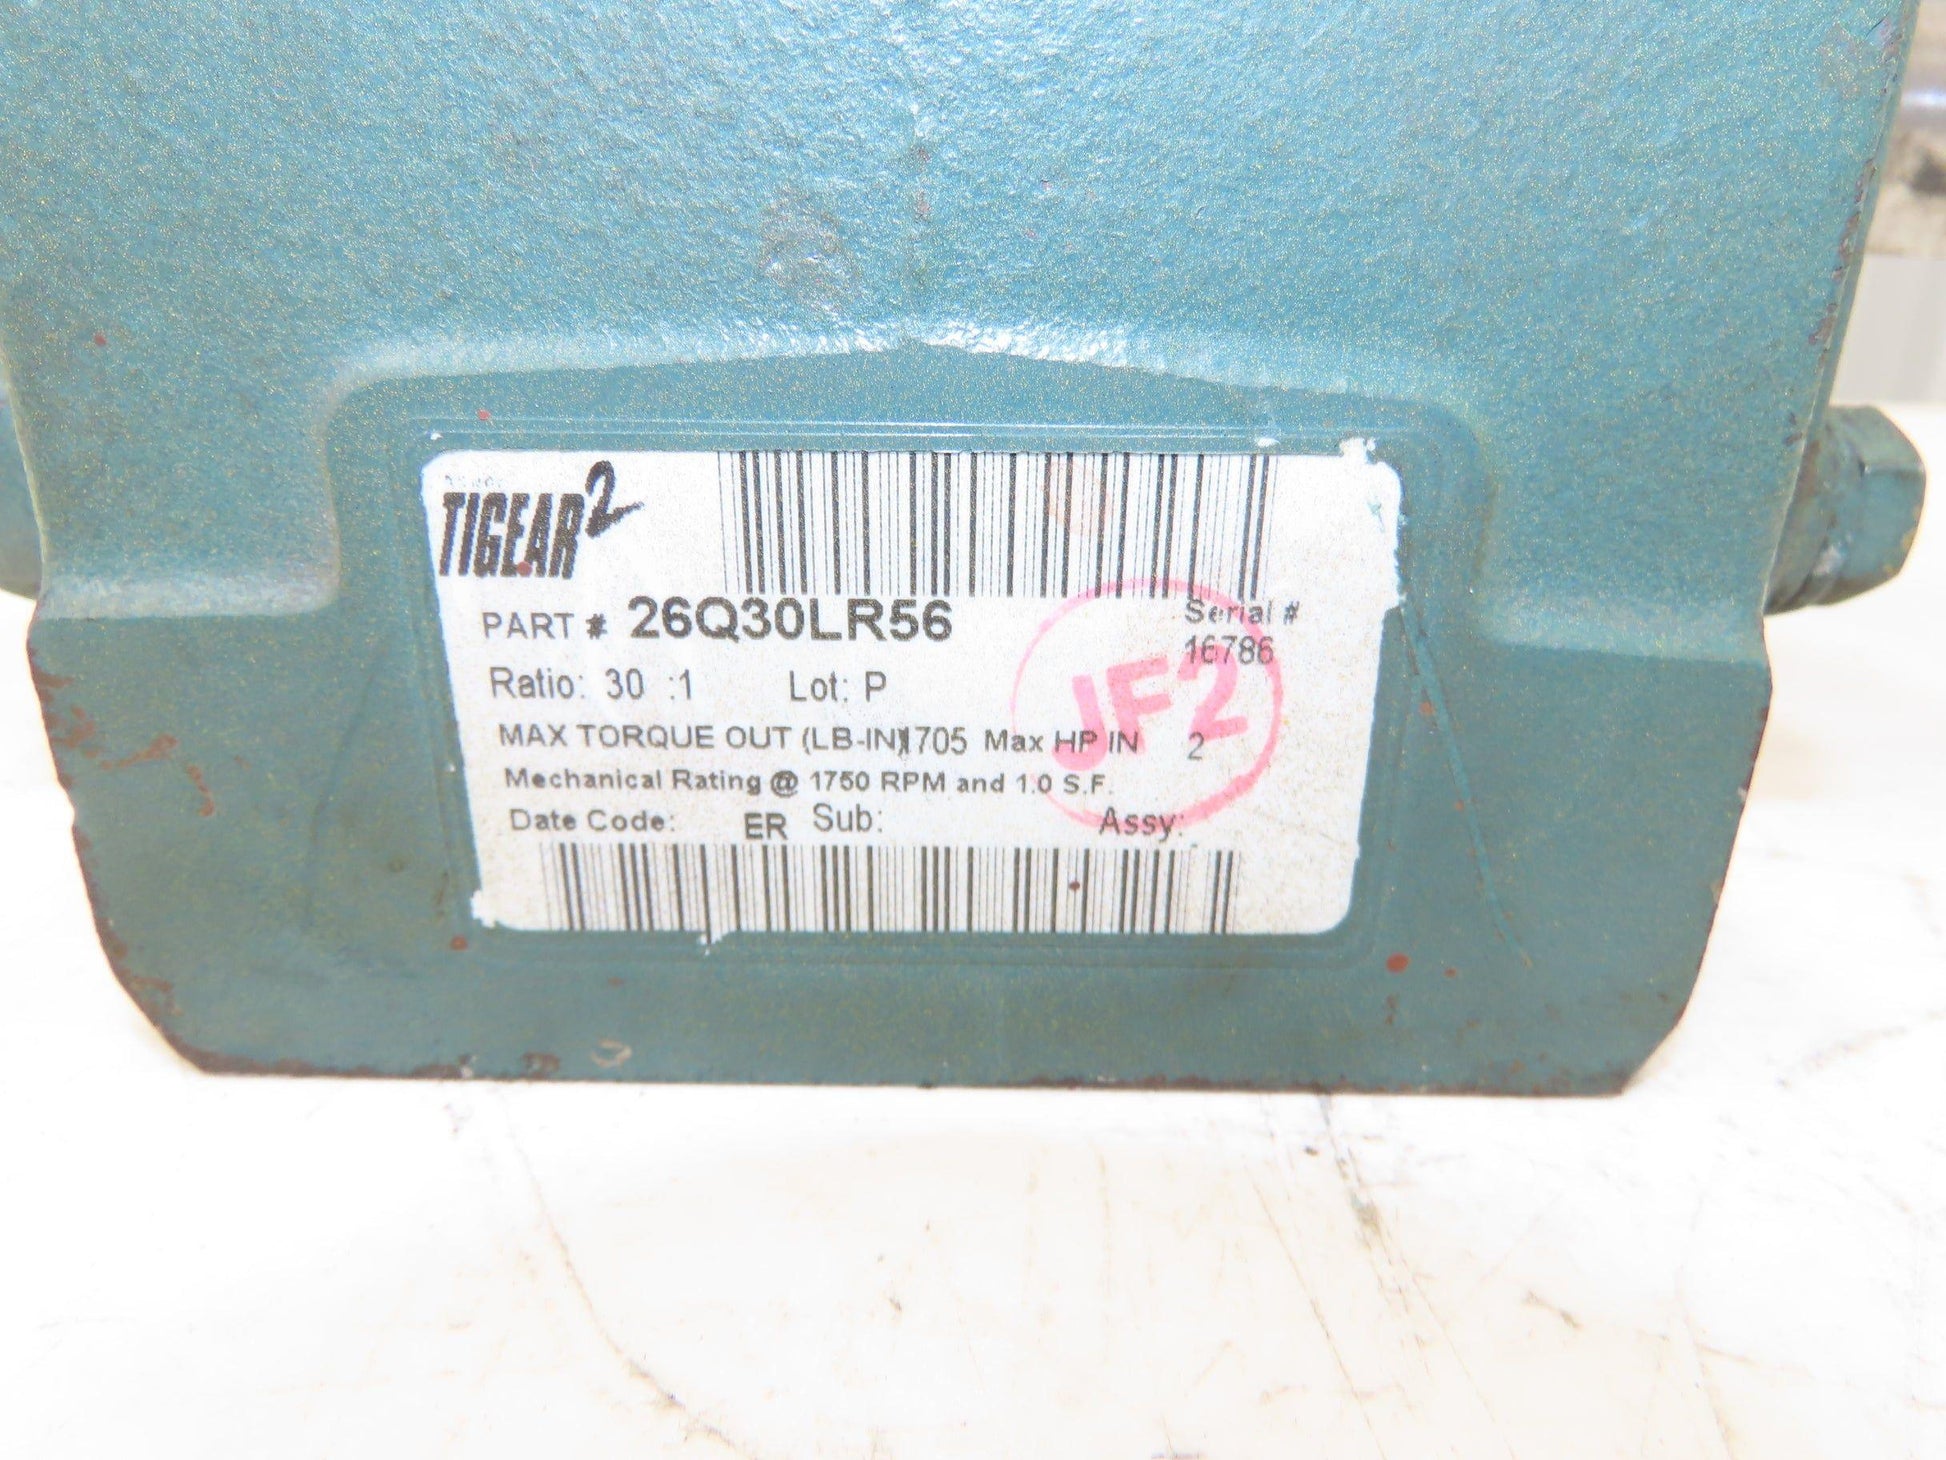 TIGEAR2
PART # 26Q30LR56
Serial #
16786
Ratio: 30 :1 Lot: P
MAX TORQUE OUT (LB-IN)1705 Max HP IN 2
Mechanical Rating @ 1750 RPM and 1.0 S.F.
Date Code: ER Sub: Assy:
JF2